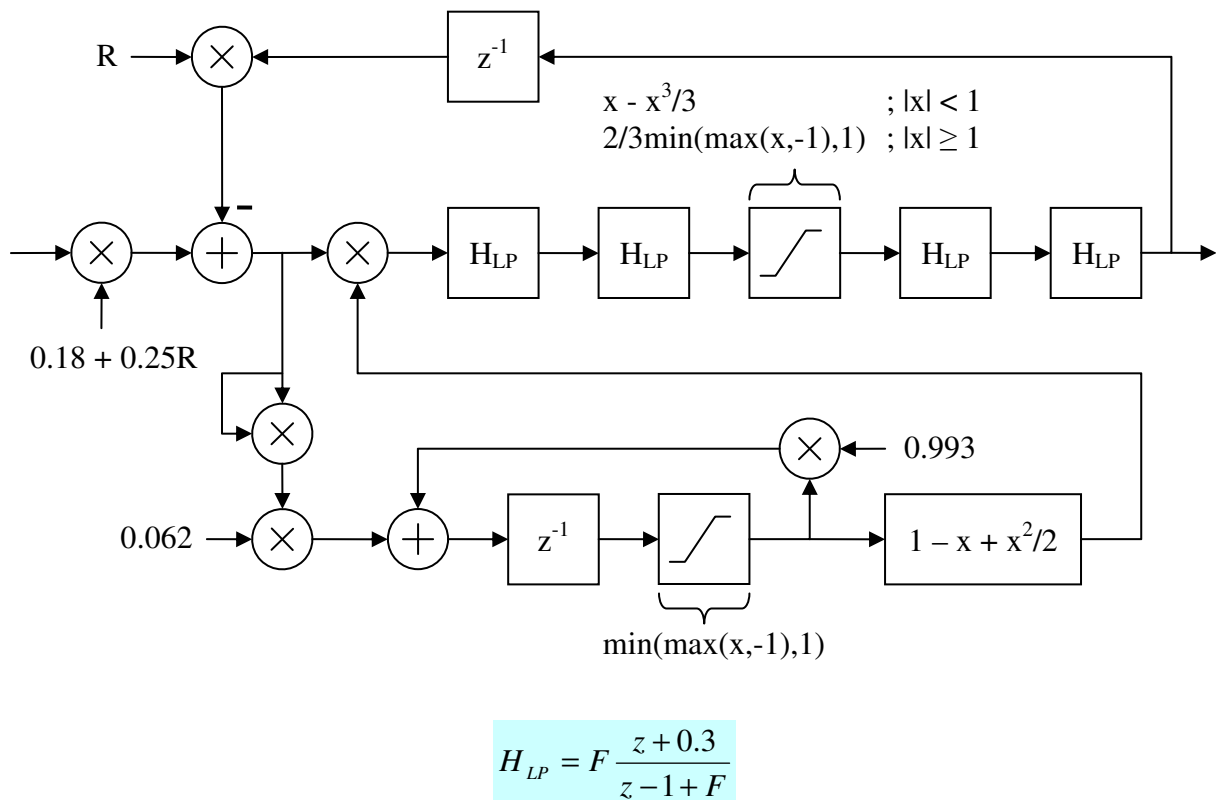 R
z⁻¹
x - x³/3 ; |x| < 1
2/3min(max(x,-1),1) ; |x| ≥ 1
-
H_LP
H_LP
H_LP
H_LP
0.18 + 0.25R
0.993
0.062
z⁻¹
1 – x + x²/2
min(max(x,-1),1)
H_LP = F (z + 0.3)/(z − 1 + F)